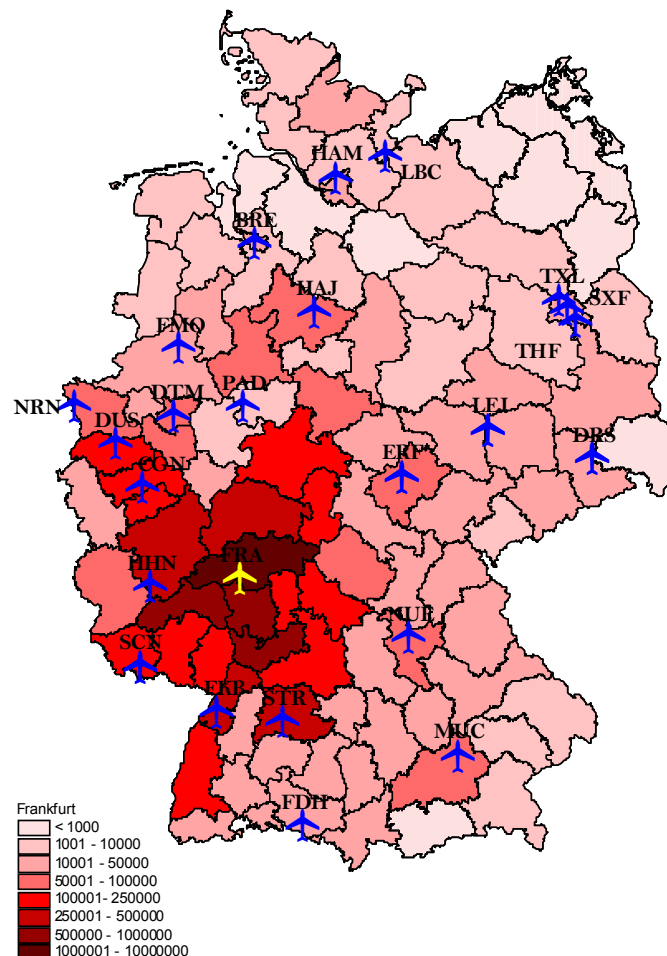 HAM
LBC
BRE
TXL
SXF
HAJ
FMO
THF
NRN
DTM
PAD
DUS
LEJ
DRS
CGN
ERF
FRA
HHN
NUE
SCN
FKB
STR
MUC
FDH
Frankfurt
< 1000
1001 - 10000
10001 - 50000
50001 - 100000
100001- 250000
250001 - 500000
500000 - 1000000
1000001 - 10000000